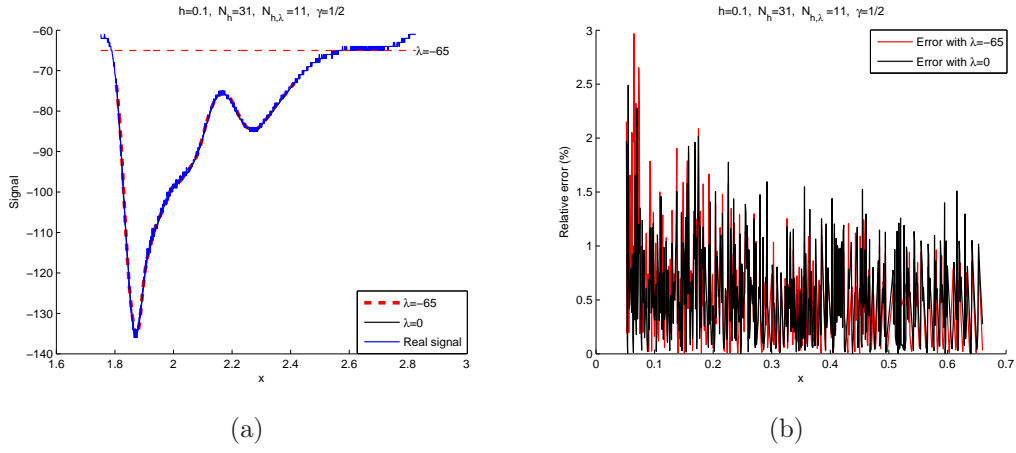 h=0.1, N_h=31, N_h,λ=11, γ=1/2
−60
−70
−80
−90
−100
−110
−120
−130
−140
Signal
1.6
1.8
2
2.2
2.4
2.6
2.8
3
x
λ=−65
λ=−65
λ=0
Real signal
(a)
h=0.1, N_h=31, N_h,λ=11, γ=1/2
3
2.5
2
1.5
1
0.5
0
Relative error (%)
0
0.1
0.2
0.3
0.4
0.5
0.6
0.7
x
Error with λ=−65
Error with λ=0
(b)